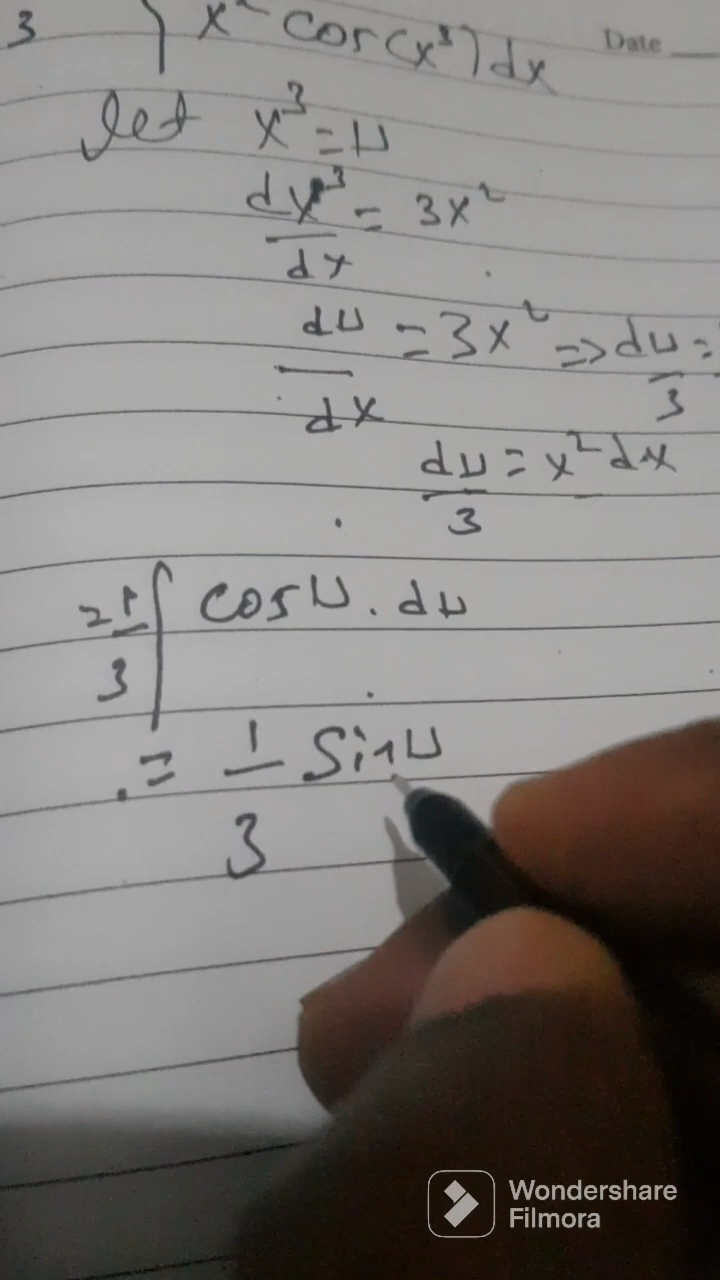 3 ∫ x² cos(x³) dx
Date
let x³ = u
dx³/dx = 3x²
du/dx = 3x² => du/3 =
du/3 = x² dx
= 1/3 ∫ cos u . du
= 1/3 sin u
Wondershare
Filmora